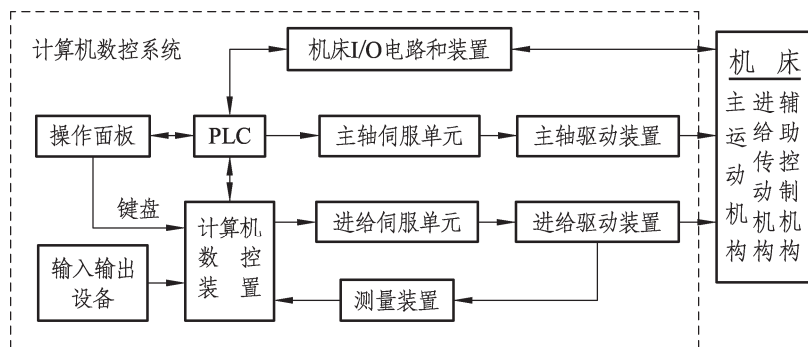 计算机数控系统
机床I/O电路和装置
机床
主运动机构
进给传动机构
辅助控制机构
操作面板
PLC
主轴伺服单元
主轴驱动装置
键盘
计算机
数控
装置
进给伺服单元
进给驱动装置
输入输出
设备
测量装置